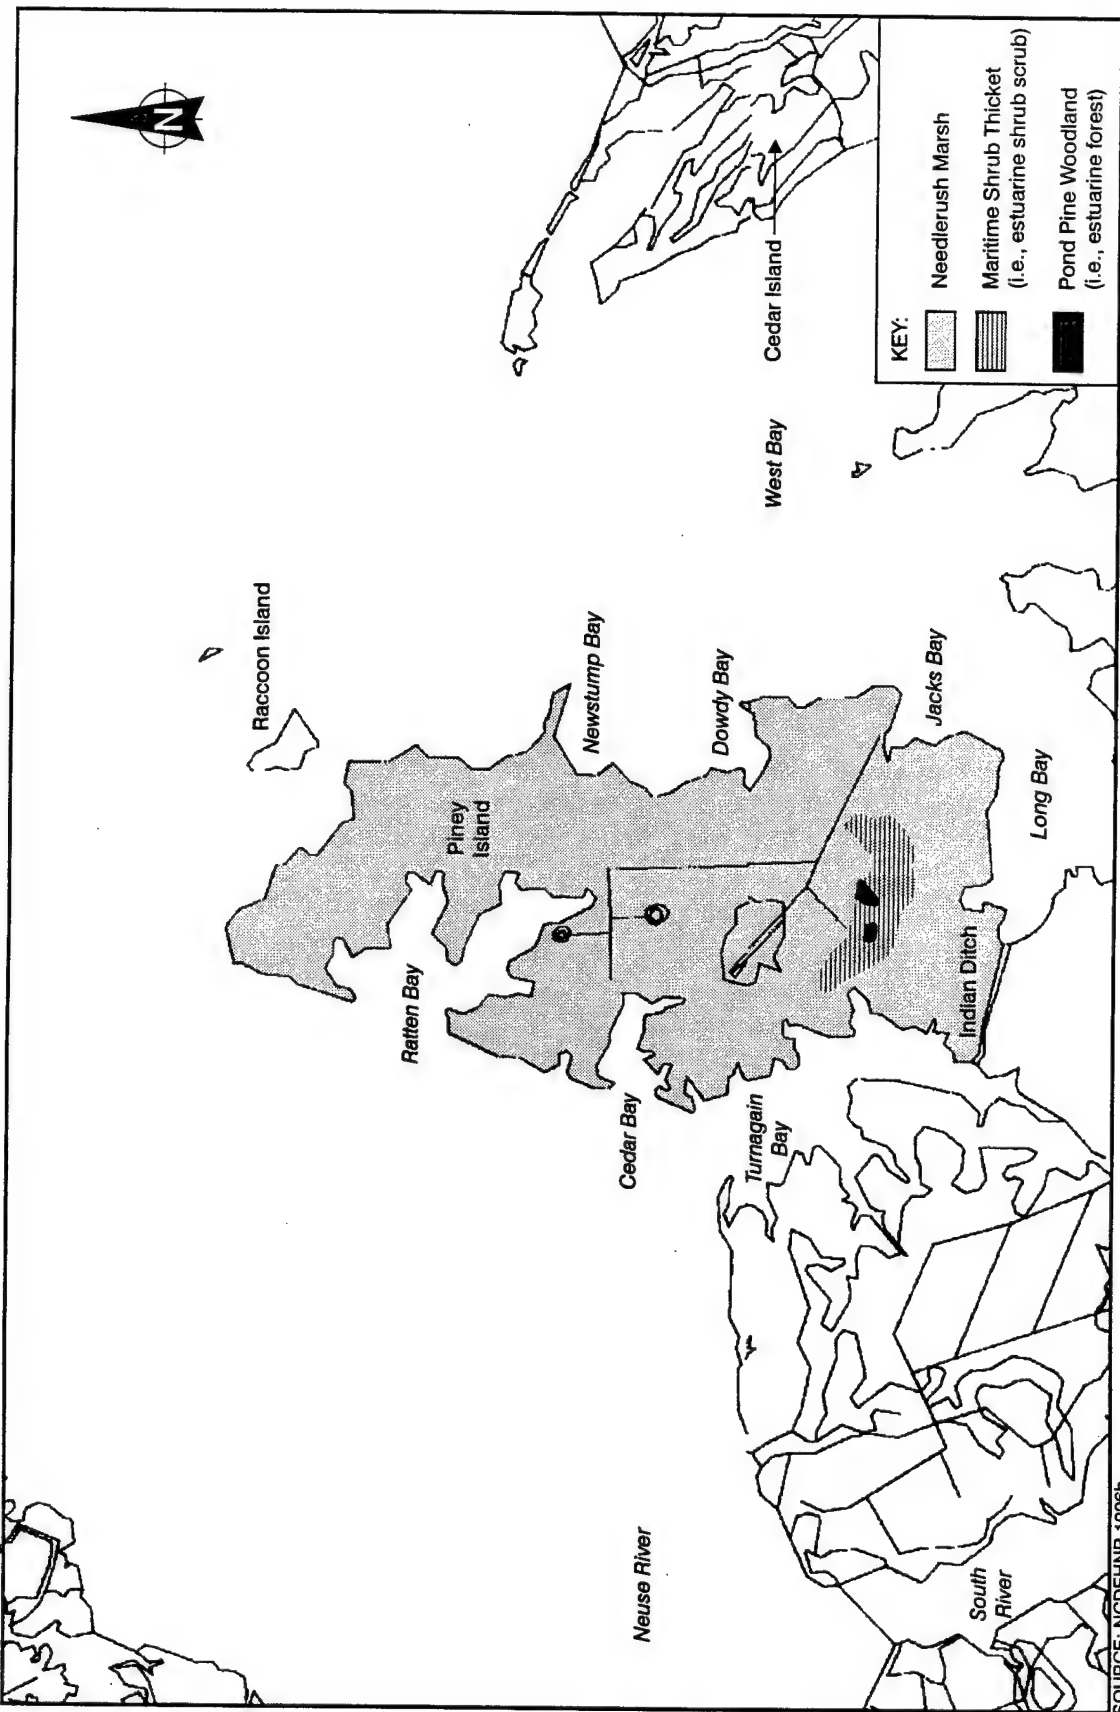 N
Raccoon Island
Piney
Island
Newstump Bay
Ratten Bay
Cedar Bay
Dowdy Bay
Turnagain
Bay
Jacks Bay
Indian Ditch
Long Bay
West Bay
Cedar Island
Neuse River
South
River
KEY:
Needlerush Marsh
Maritime Shrub Thicket
(i.e., estuarine shrub scrub)
Pond Pine Woodland
(i.e., estuarine forest)
SOURCE: NCDEHNR